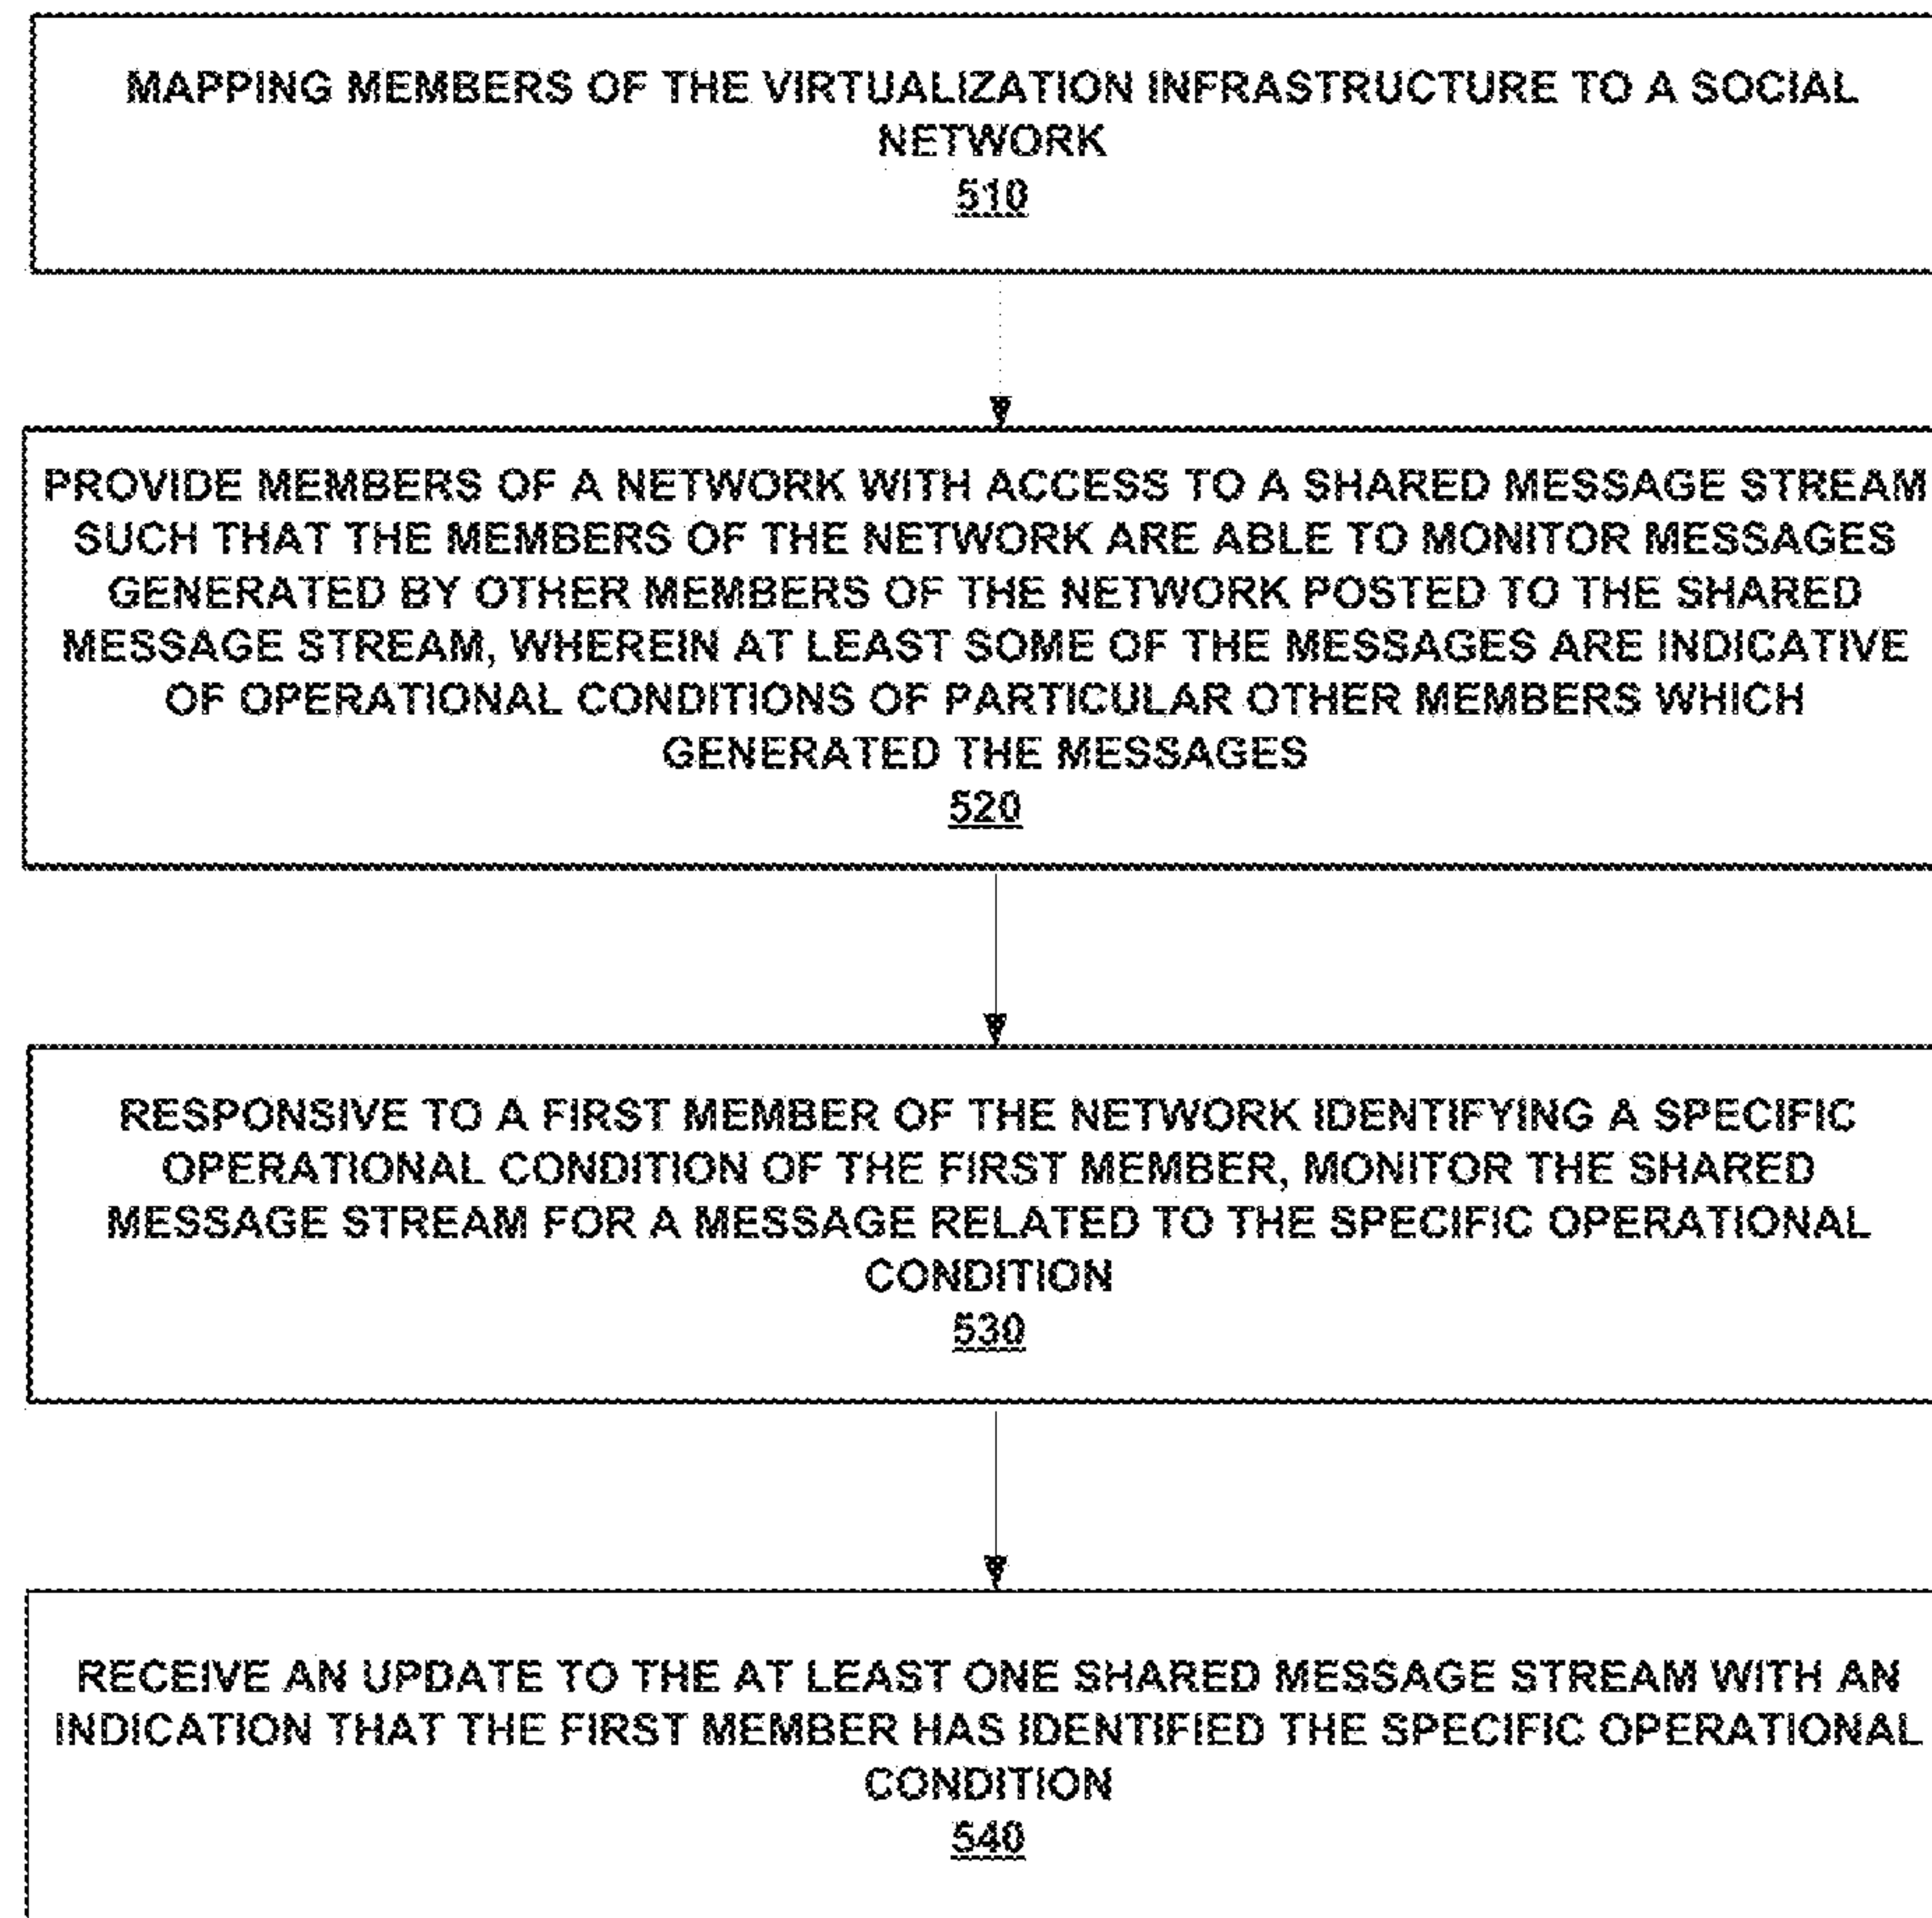 MAPPING MEMBERS OF THE VIRTUALIZATION INFRASTRUCTURE TO A SOCIAL
NETWORK
510
PROVIDE MEMBERS OF A NETWORK WITH ACCESS TO A SHARED MESSAGE STREAM
SUCH THAT THE MEMBERS OF THE NETWORK ARE ABLE TO MONITOR MESSAGES
GENERATED BY OTHER MEMBERS OF THE NETWORK POSTED TO THE SHARED
MESSAGE STREAM, WHEREIN AT LEAST SOME OF THE MESSAGES ARE INDICATIVE
OF OPERATIONAL CONDITIONS OF PARTICULAR OTHER MEMBERS WHICH
GENERATED THE MESSAGES
520
RESPONSIVE TO A FIRST MEMBER OF THE NETWORK IDENTIFYING A SPECIFIC
OPERATIONAL CONDITION OF THE FIRST MEMBER, MONITOR THE SHARED
MESSAGE STREAM FOR A MESSAGE RELATED TO THE SPECIFIC OPERATIONAL
CONDITION
530
RECEIVE AN UPDATE TO THE AT LEAST ONE SHARED MESSAGE STREAM WITH AN
INDICATION THAT THE FIRST MEMBER HAS IDENTIFIED THE SPECIFIC OPERATIONAL
CONDITION
540